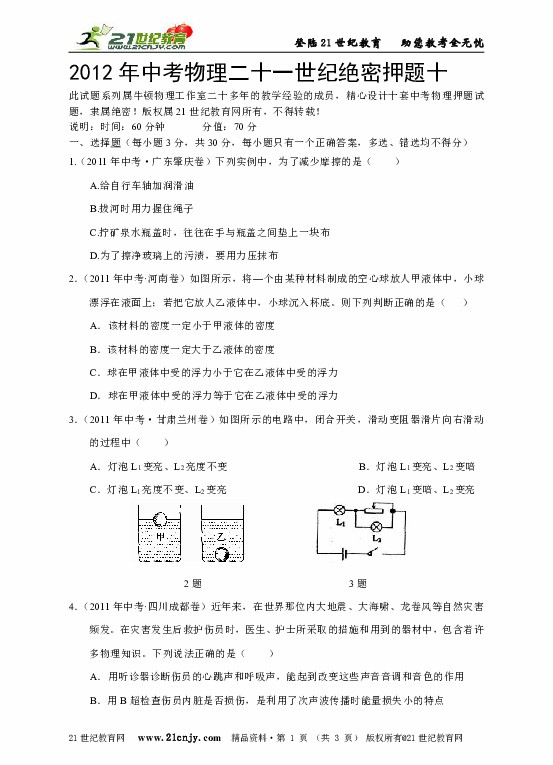 21世纪教育
www.21cnjy.com
登陆21世纪教育 助您教考全无忧
2012年中考物理二十一世纪绝密押题十
此试题系列属牛顿物理工作室二十多年的教学经验的成员，精心设计十套中考物理押题试
题，隶属绝密！版权属21世纪教育网所有，不得转载！
说明：时间：60分钟 分值：70分
一、选择题（每小题3分，共30分，每小题只有一个正确答案，多选、错选均不得分）
1.（2011年中考·广东肇庆卷）下列实例中，为了减少摩擦的是（ ）
A.给自行车轴加润滑油
B.拔河时用力握住绳子
C.拧矿泉水瓶盖时，往往在手与瓶盖之间垫上一块布
D.为了擦净玻璃上的污渍，要用力压抹布
2．（2011年中考·河南卷）如图所示，将—个由某种材料制成的空心球放人甲液体中，小球
漂浮在液面上；若把它放人乙液体中，小球沉入杯底。则下列判断正确的是（ ）
A．该材料的密度一定小于甲液体的密度
B．该材料的密度一定大于乙液体的密度
C．球在甲液体中受的浮力小于它在乙液体中受的浮力
D．球在甲液体中受的浮力等于它在乙液体中受的浮力
3．（2011年中考·甘肃兰州卷）如图所示的电路中，闭合开关，滑动变阻器滑片向右滑动
的过程中（ ）
A．灯泡L1变亮、L2亮度不变 B．灯泡L1变亮、L2变暗
C．灯泡L1亮度不变、L2变亮 D．灯泡L1变暗、L2变亮
甲 乙 L1 L2
2题 3题
4．（2011年中考·四川成都卷）近年来，在世界那位内大地震、大海啸、龙卷风等自然灾害
频发。在灾害发生后救护伤员时，医生、护士所采取的措施和用到的器材中，包含着许
多物理知识。下列说法正确的是（ ）
A．用听诊器诊断伤员的心跳声和呼吸声，能起到改变这些声音音调和音色的作用
B．用B超检查伤员内脏是否损伤，是利用了次声波传播时能量损失小的特点
21世纪教育网 www.21cnjy.com 精品资料·第 1 页 （共 3 页） 版权所有@21世纪教育网